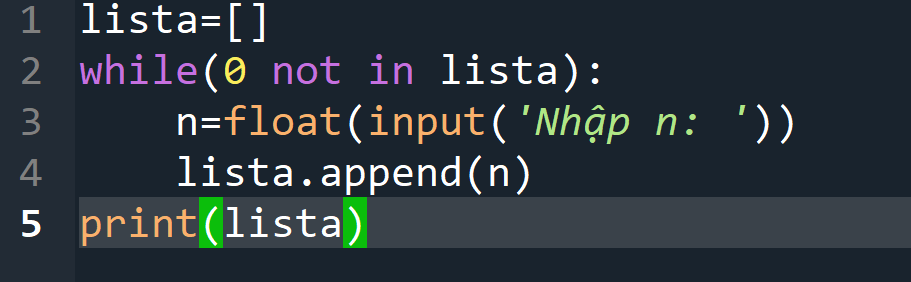 1 lista=[]
2 while(0 not in lista):
3     n=float(input('Nhập n: '))
4     lista.append(n)
5 print(lista)